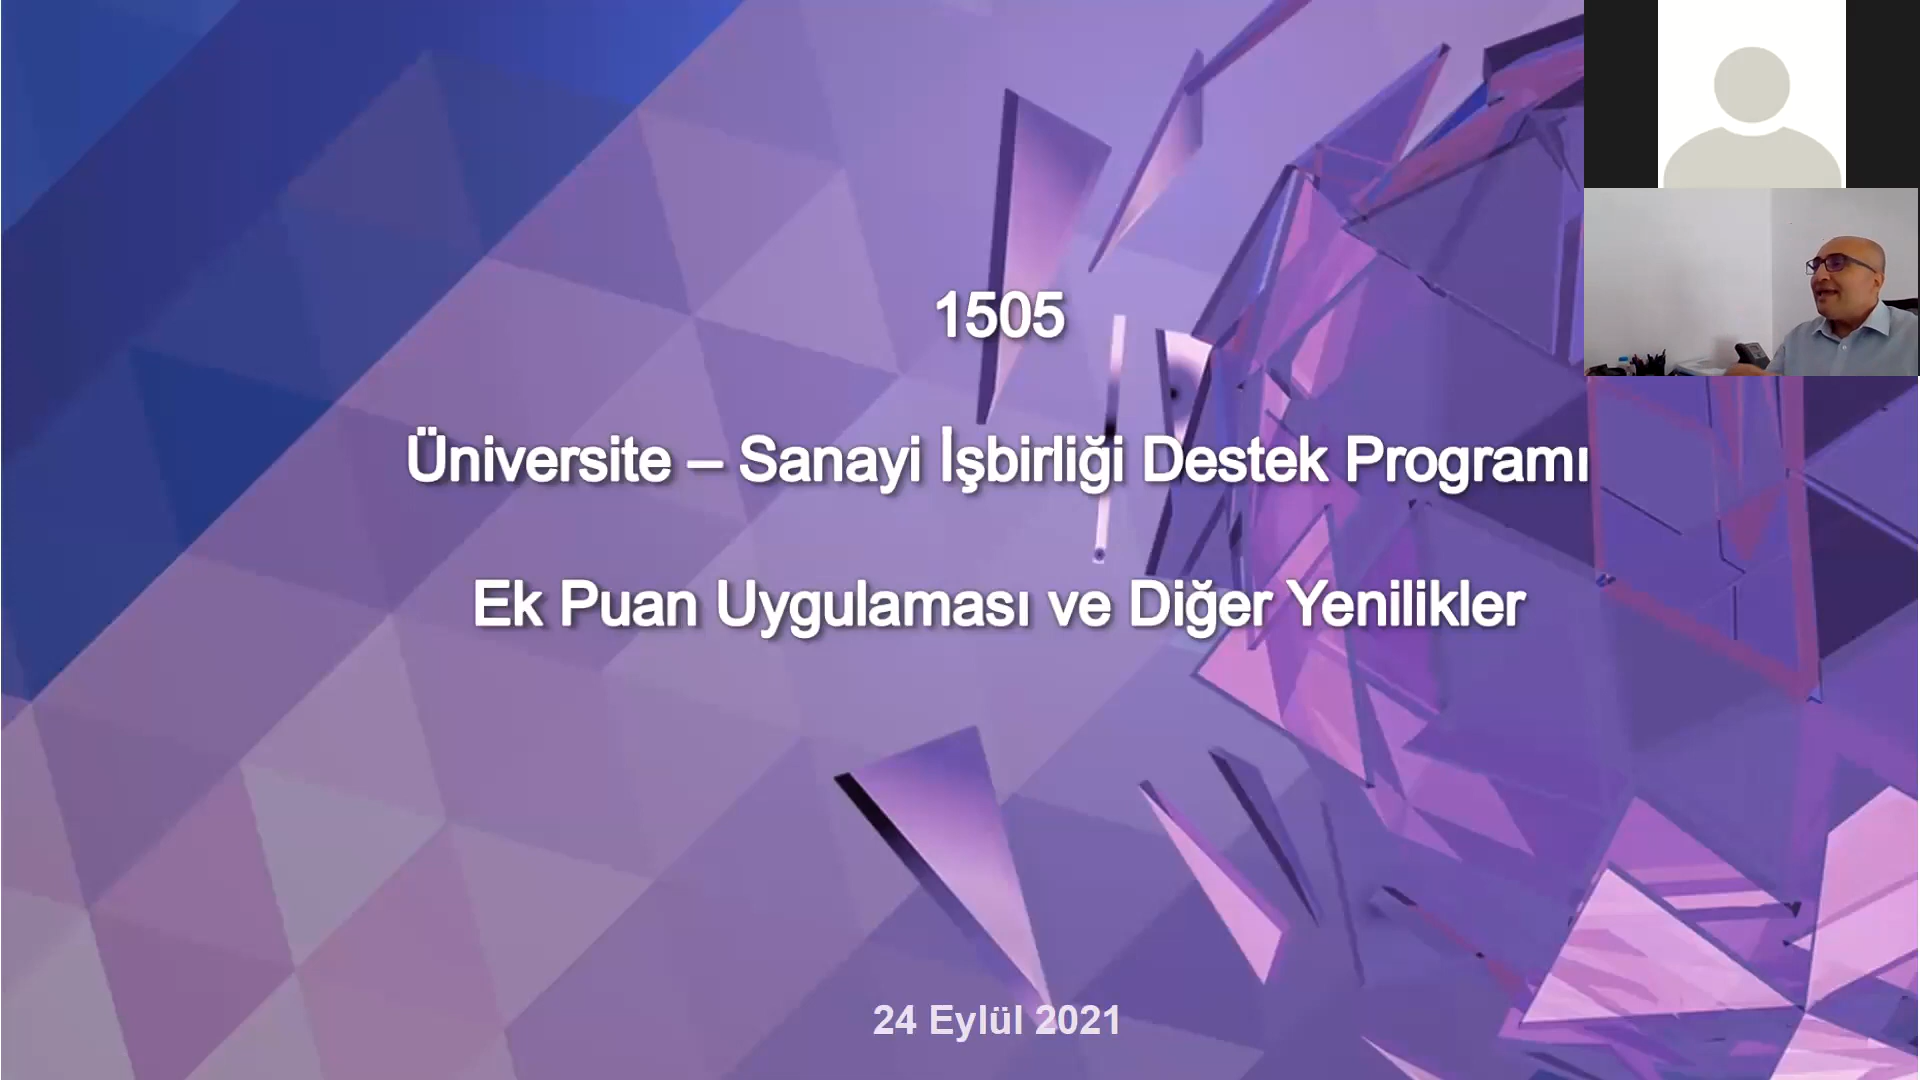 1505
Üniversite – Sanayi İşbirliği Destek Programı
Ek Puan Uygulaması ve Diğer Yenilikler
24 Eylül 2021